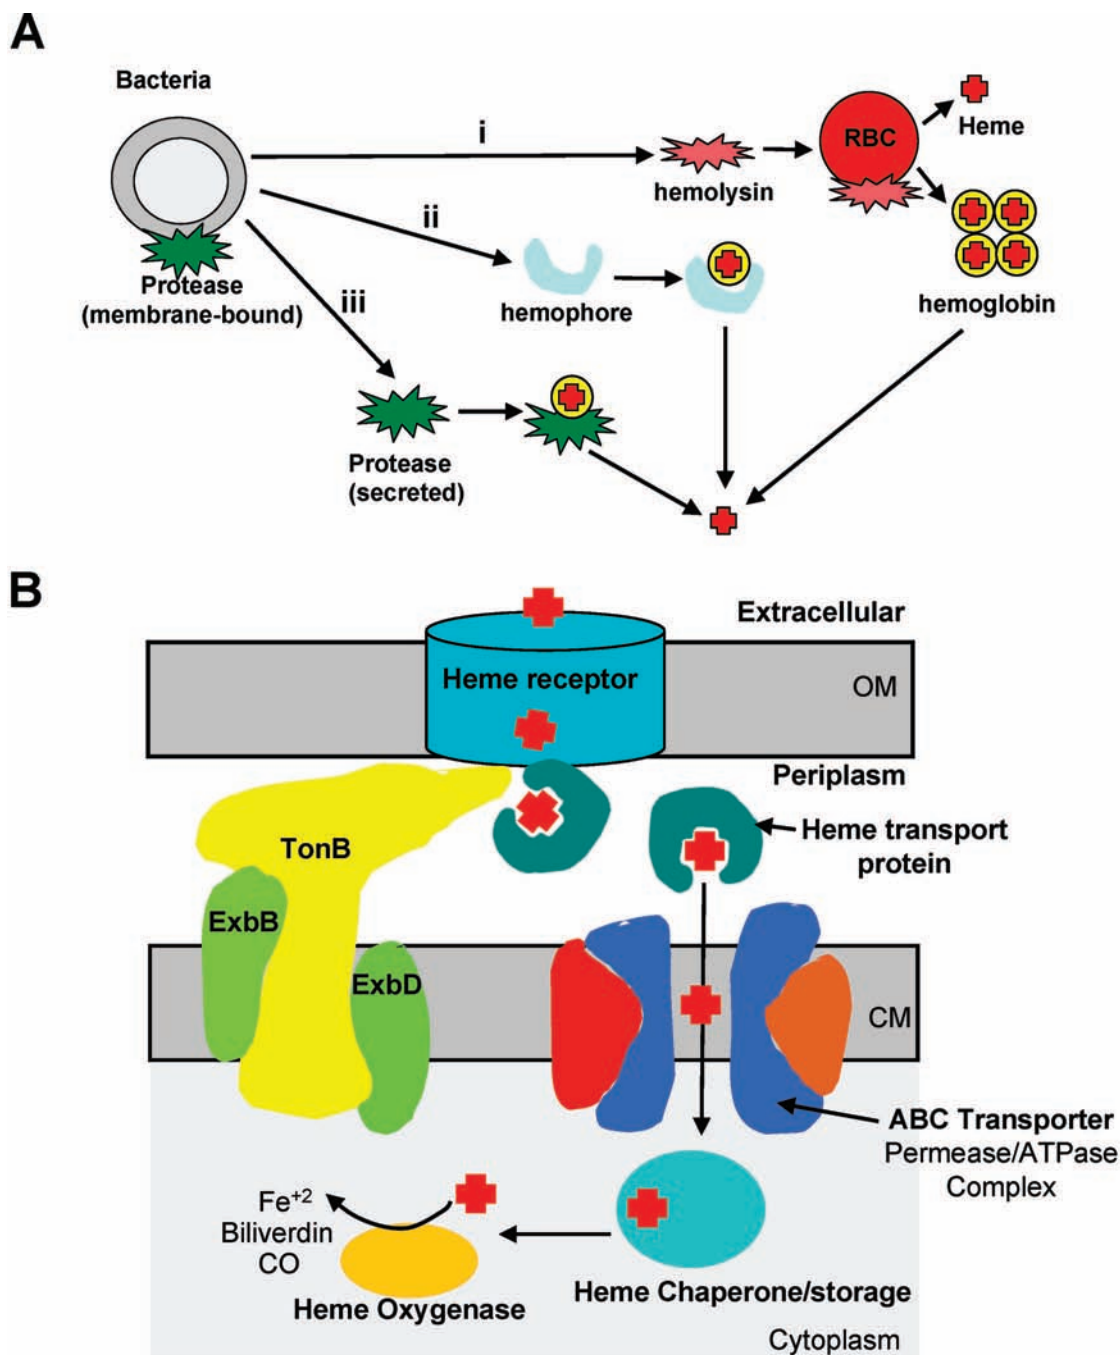 A
Bacteria
i
RBC
Heme
hemolysin
ii
Protease
(membrane-bound)
iii
hemophore
hemoglobin
Protease
(secreted)
B
Extracellular
Heme receptor
OM
Periplasm
TonB
Heme transport
protein
ExbB
ExbD
CM
ABC Transporter
Permease/ATPase
Complex
Fe⁺²
Biliverdin
CO
Heme Oxygenase
Heme Chaperone/storage
Cytoplasm